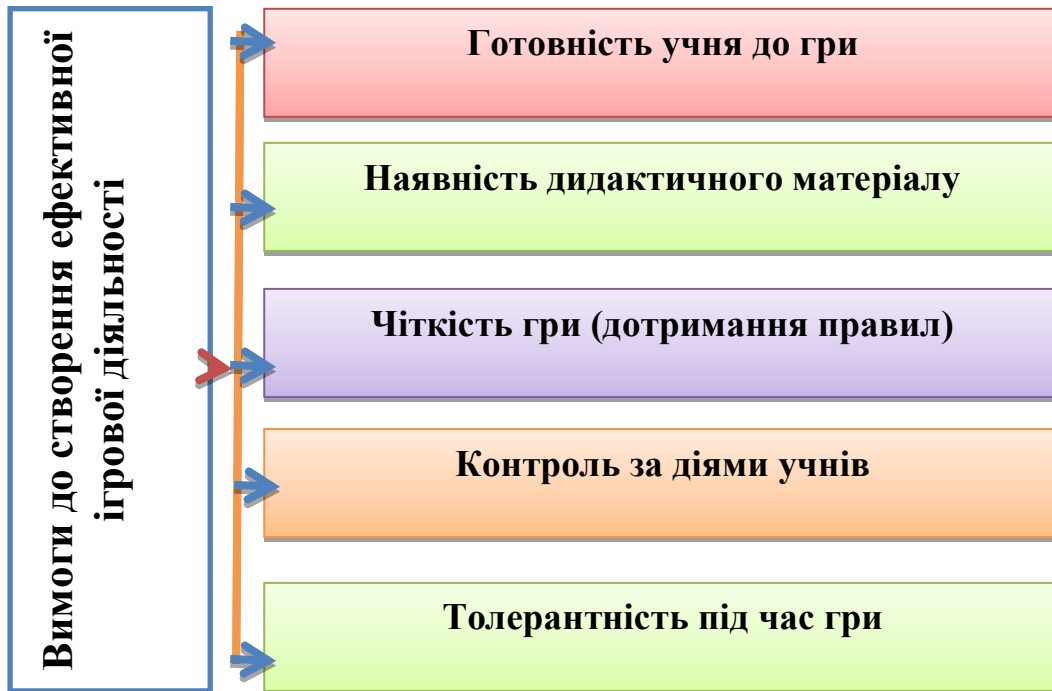 Вимоги до створення ефективної
ігрової діяльності
Готовність учня до гри
Наявність дидактичного матеріалу
Чіткість гри (дотримання правил)
Контроль за діями учнів
Толерантність під час гри